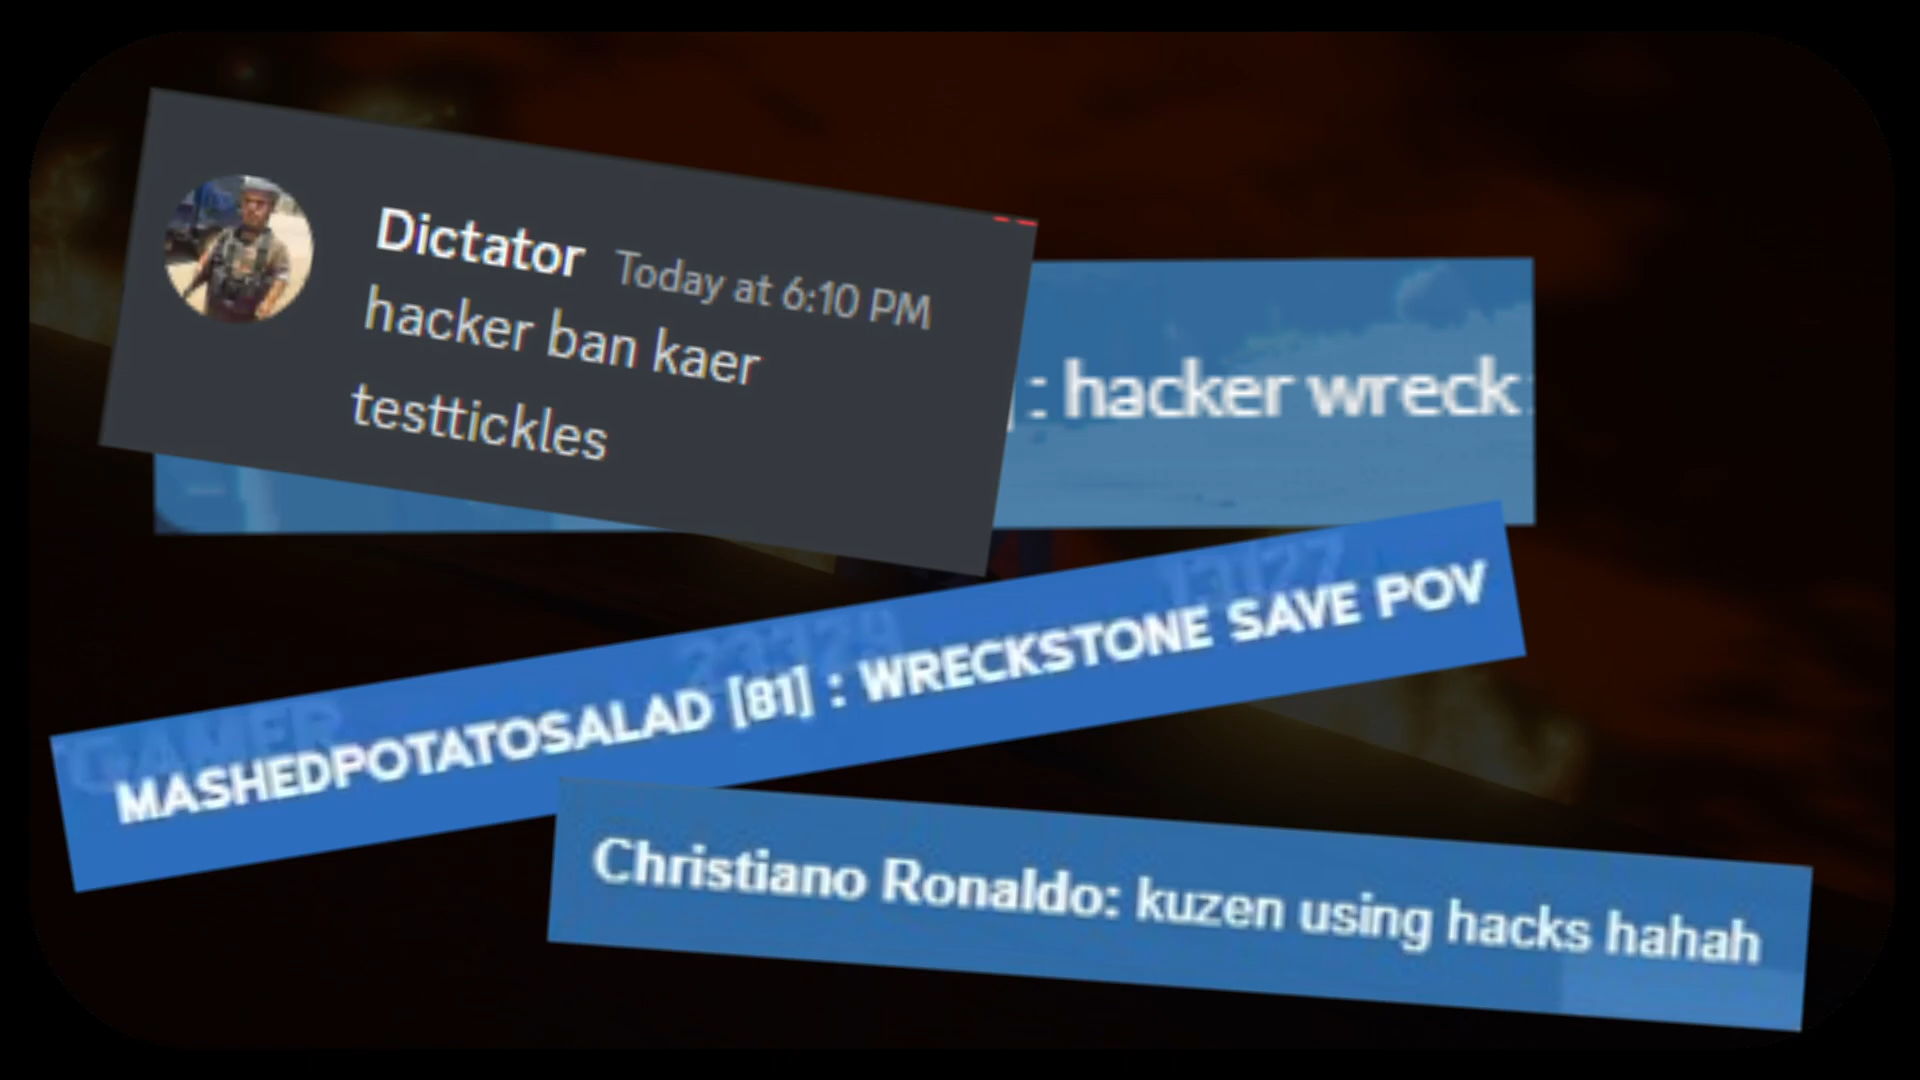 Dictator Today at 6:10 PM
hacker ban kaer
testtickles
: hacker wreck
MASHEDPOTATOSALAD [81] : WRECKSTONE SAVE POV
Christiano Ronaldo: kuzen using hacks hahah